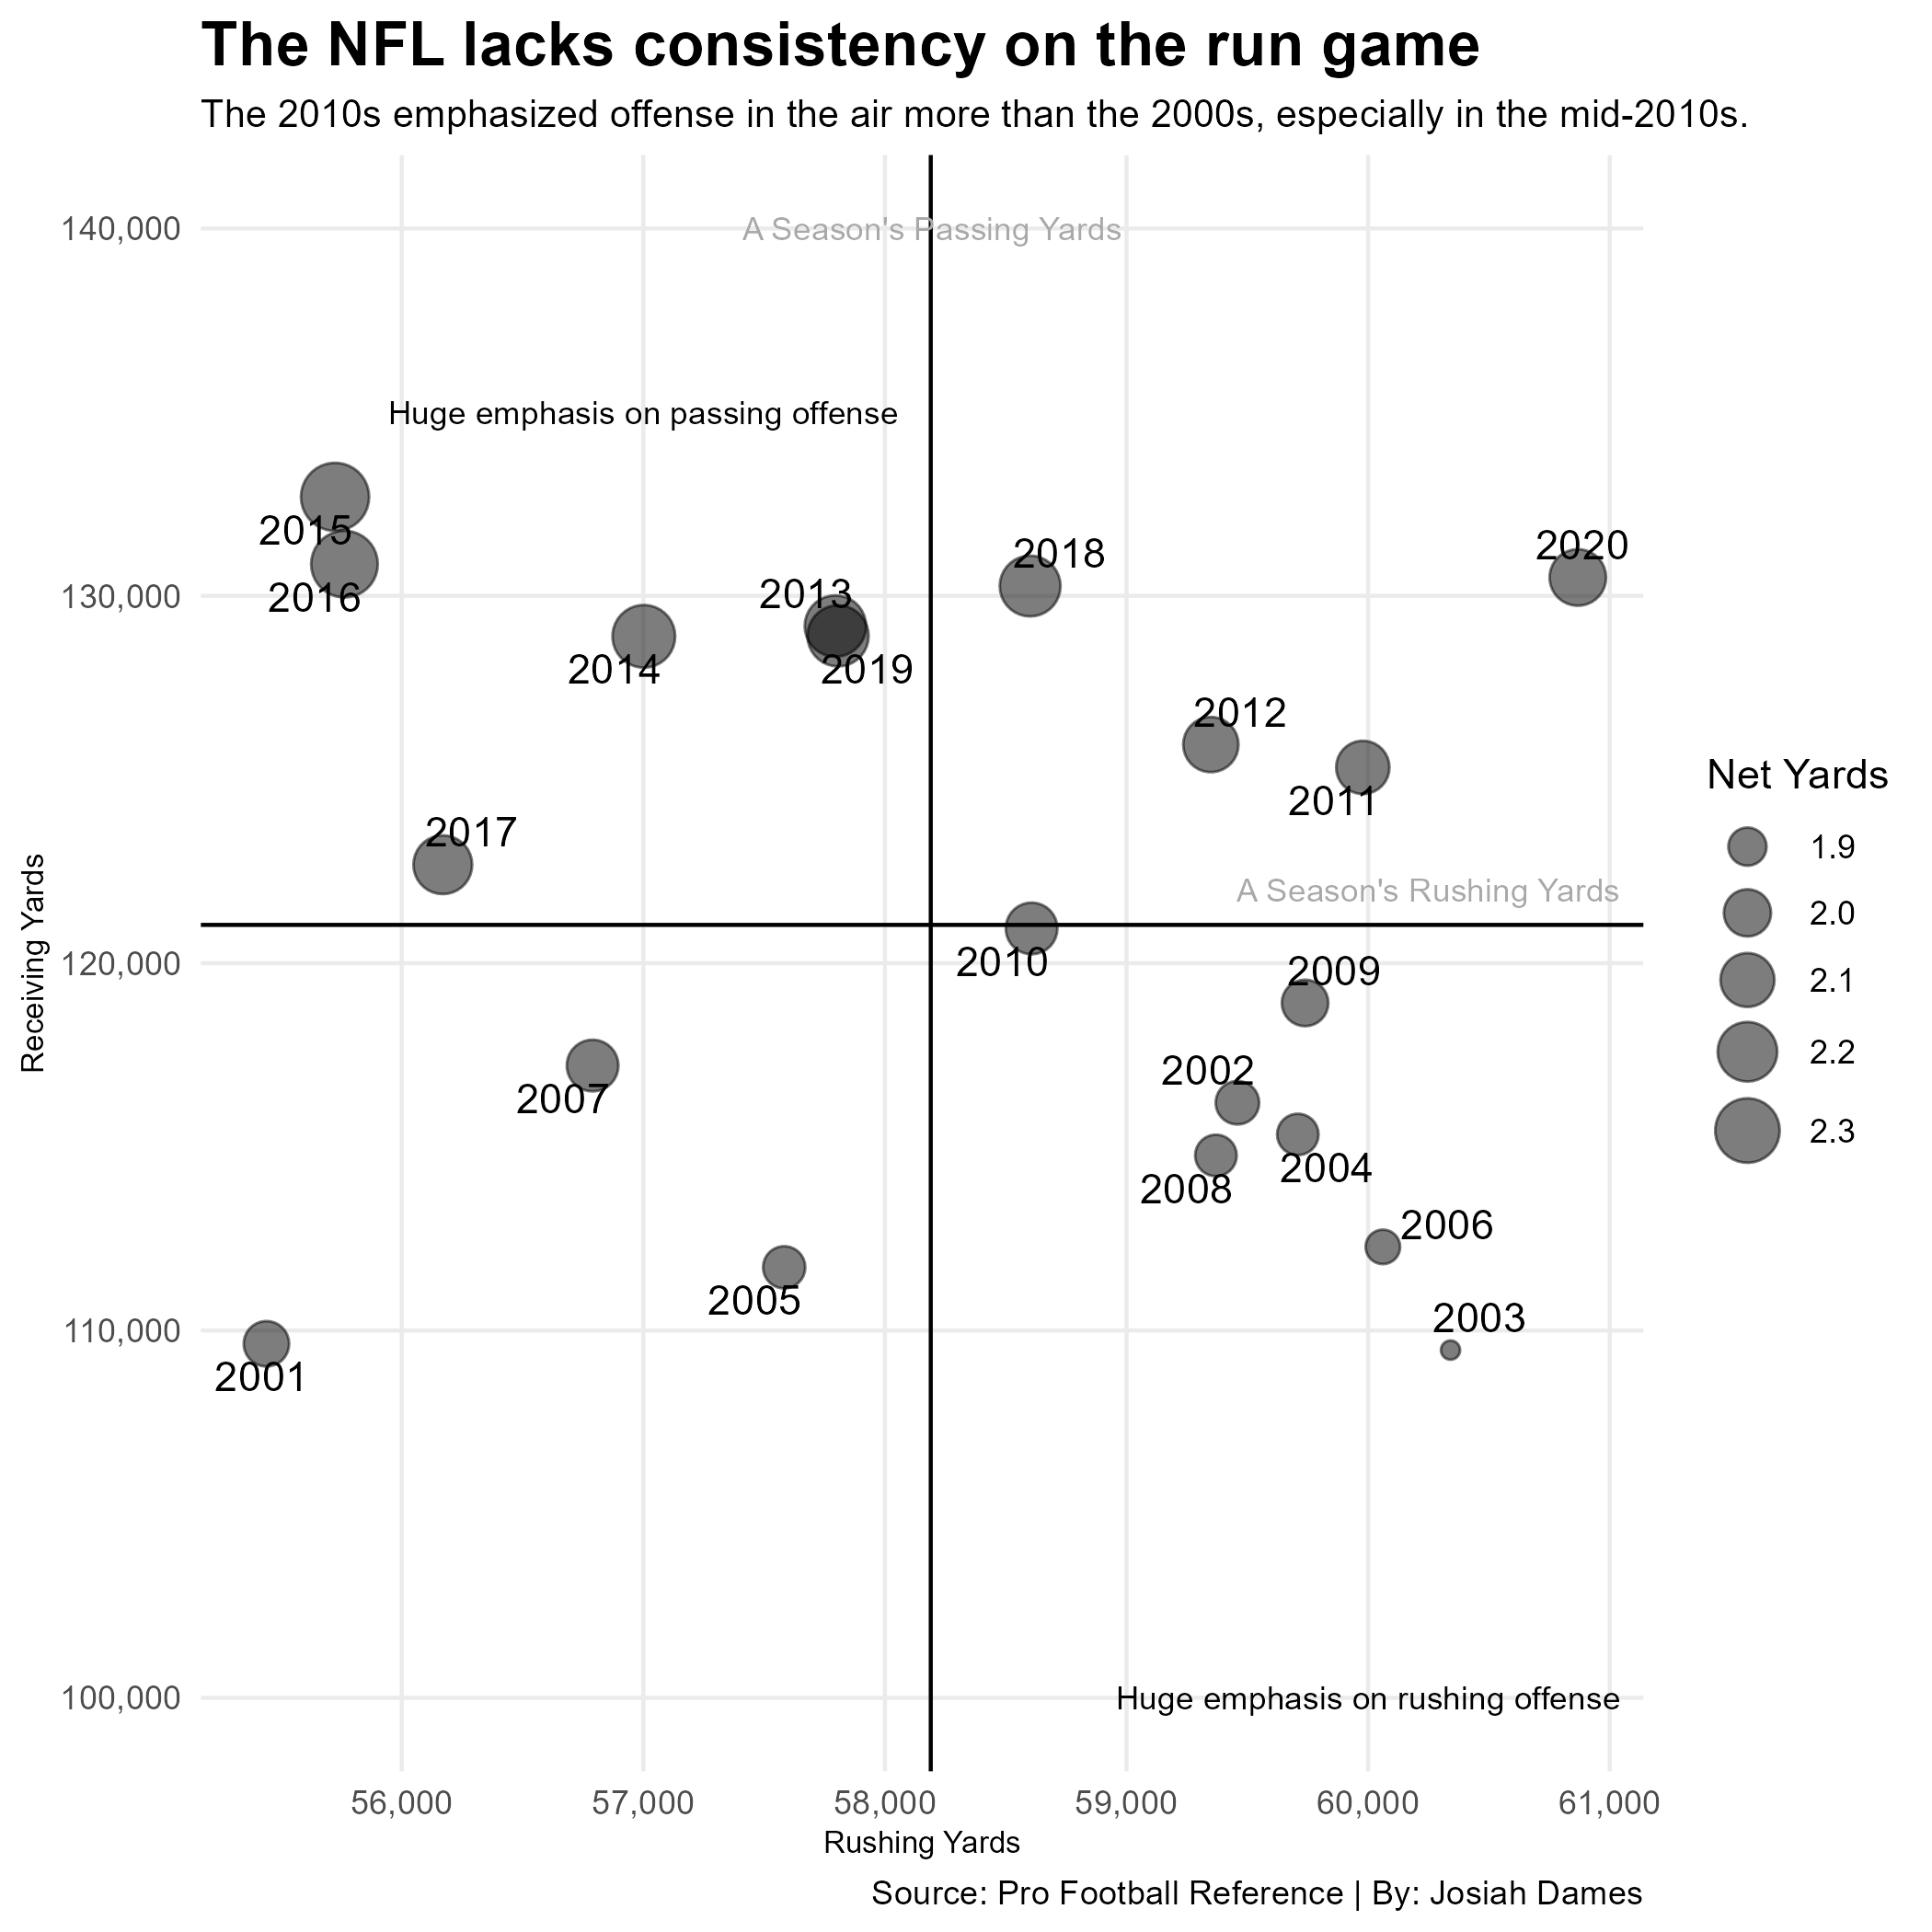 The NFL lacks consistency on the run game
The 2010s emphasized offense in the air more than the 2000s, especially in the mid-2010s.
140,000
A Season's Passing Yards
Huge emphasis on passing offense
2015
2018
2020
130,000
2016
2013
2014
2019
2012
2011
2017
Net Yards
1.9
2.0
2.1
2.2
2.3
A Season's Rushing Yards
Receiving Yards
120,000
2010
2009
2007
2002
2004
2008
2006
2005
2003
110,000
2001
100,000
Huge emphasis on rushing offense
56,000 57,000 58,000 59,000 60,000 61,000
Rushing Yards
Source: Pro Football Reference | By: Josiah Dames